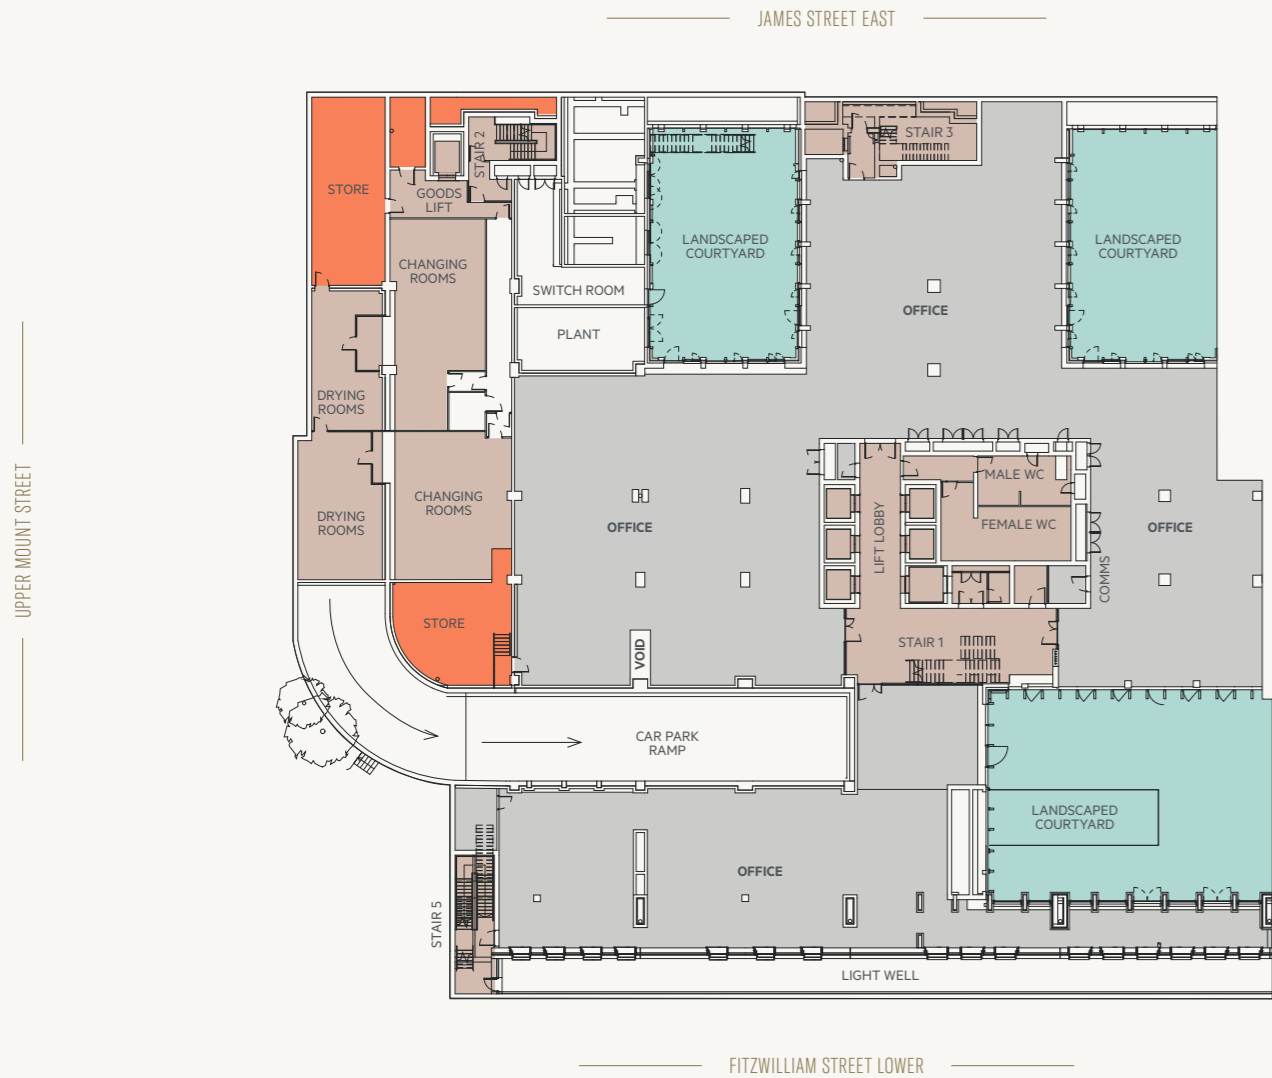 JAMES STREET EAST
STAIR 2
STAIR 3
STORE
GOODS
LIFT
LANDSCAPED
COURTYARD
LANDSCAPED
COURTYARD
CHANGING
ROOMS
SWITCH ROOM
OFFICE
PLANT
DRYING
ROOMS
UPPER MOUNT STREET
CHANGING
ROOMS
DRYING
ROOMS
OFFICE
LIFT LOBBY
MALE WC
FEMALE WC
OFFICE
COMMS
STORE
VOID
STAIR 1
CAR PARK
RAMP
LANDSCAPED
COURTYARD
OFFICE
STAIR 5
LIGHT WELL
FITZWILLIAM STREET LOWER